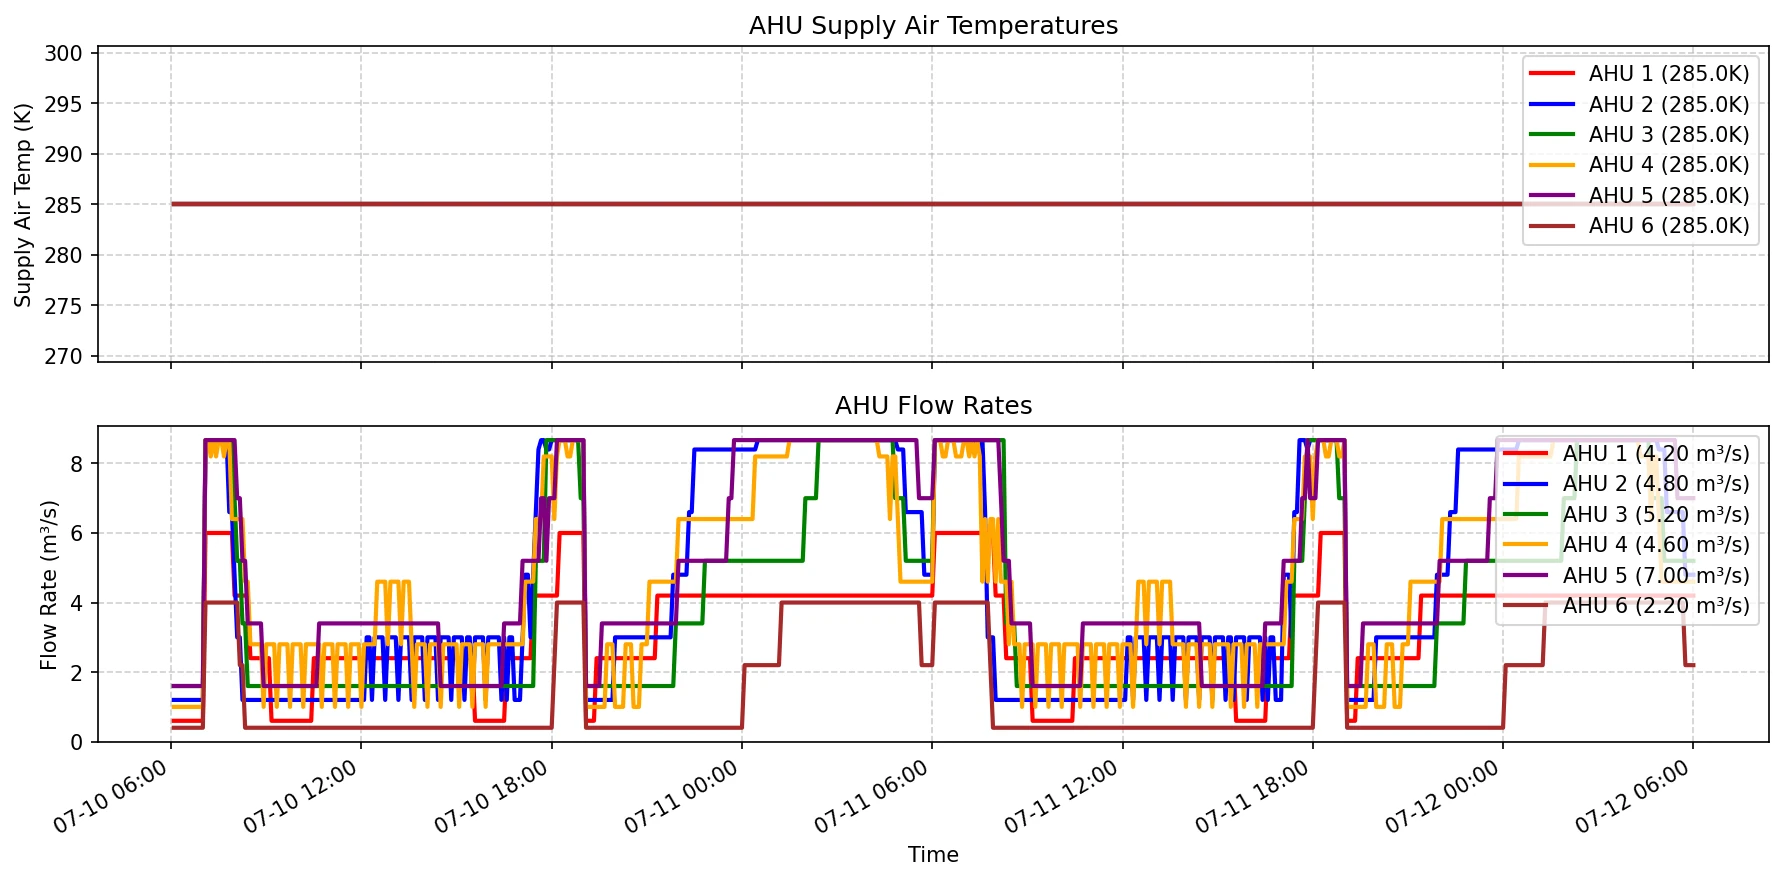 AHU Supply Air Temperatures
Supply Air Temp (K)
300
295
290
285
280
275
270
AHU 1 (285.0K)
AHU 2 (285.0K)
AHU 3 (285.0K)
AHU 4 (285.0K)
AHU 5 (285.0K)
AHU 6 (285.0K)
AHU Flow Rates
Flow Rate (m³/s)
8
6
4
2
0
AHU 1 (4.20 m³/s)
AHU 2 (4.80 m³/s)
AHU 3 (5.20 m³/s)
AHU 4 (4.60 m³/s)
AHU 5 (7.00 m³/s)
AHU 6 (2.20 m³/s)
07-10 06:00
07-10 12:00
07-10 18:00
07-11 00:00
07-11 06:00
07-11 12:00
07-11 18:00
07-12 00:00
07-12 06:00
Time